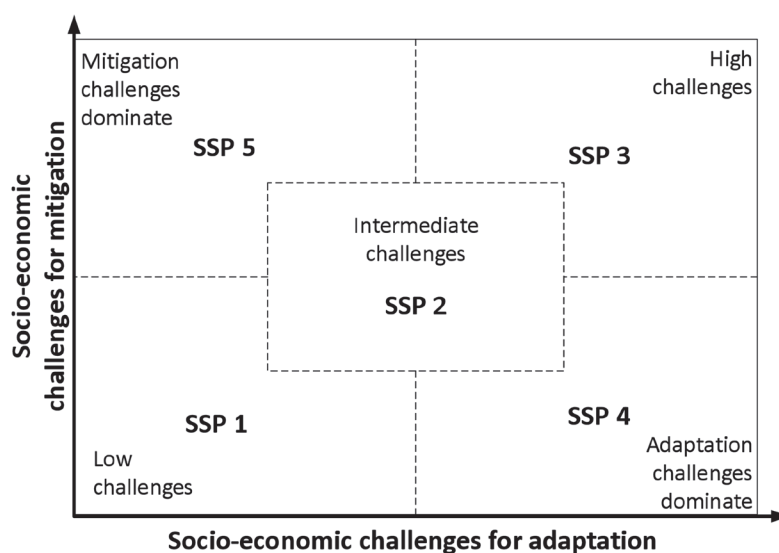 Mitigation
challenges
dominate
High
challenges
SSP 5
SSP 3
Intermediate
challenges
SSP 2
SSP 1
SSP 4
Low
challenges
Adaptation
challenges
dominate
Socio-economic
challenges for mitigation
Socio-economic challenges for adaptation